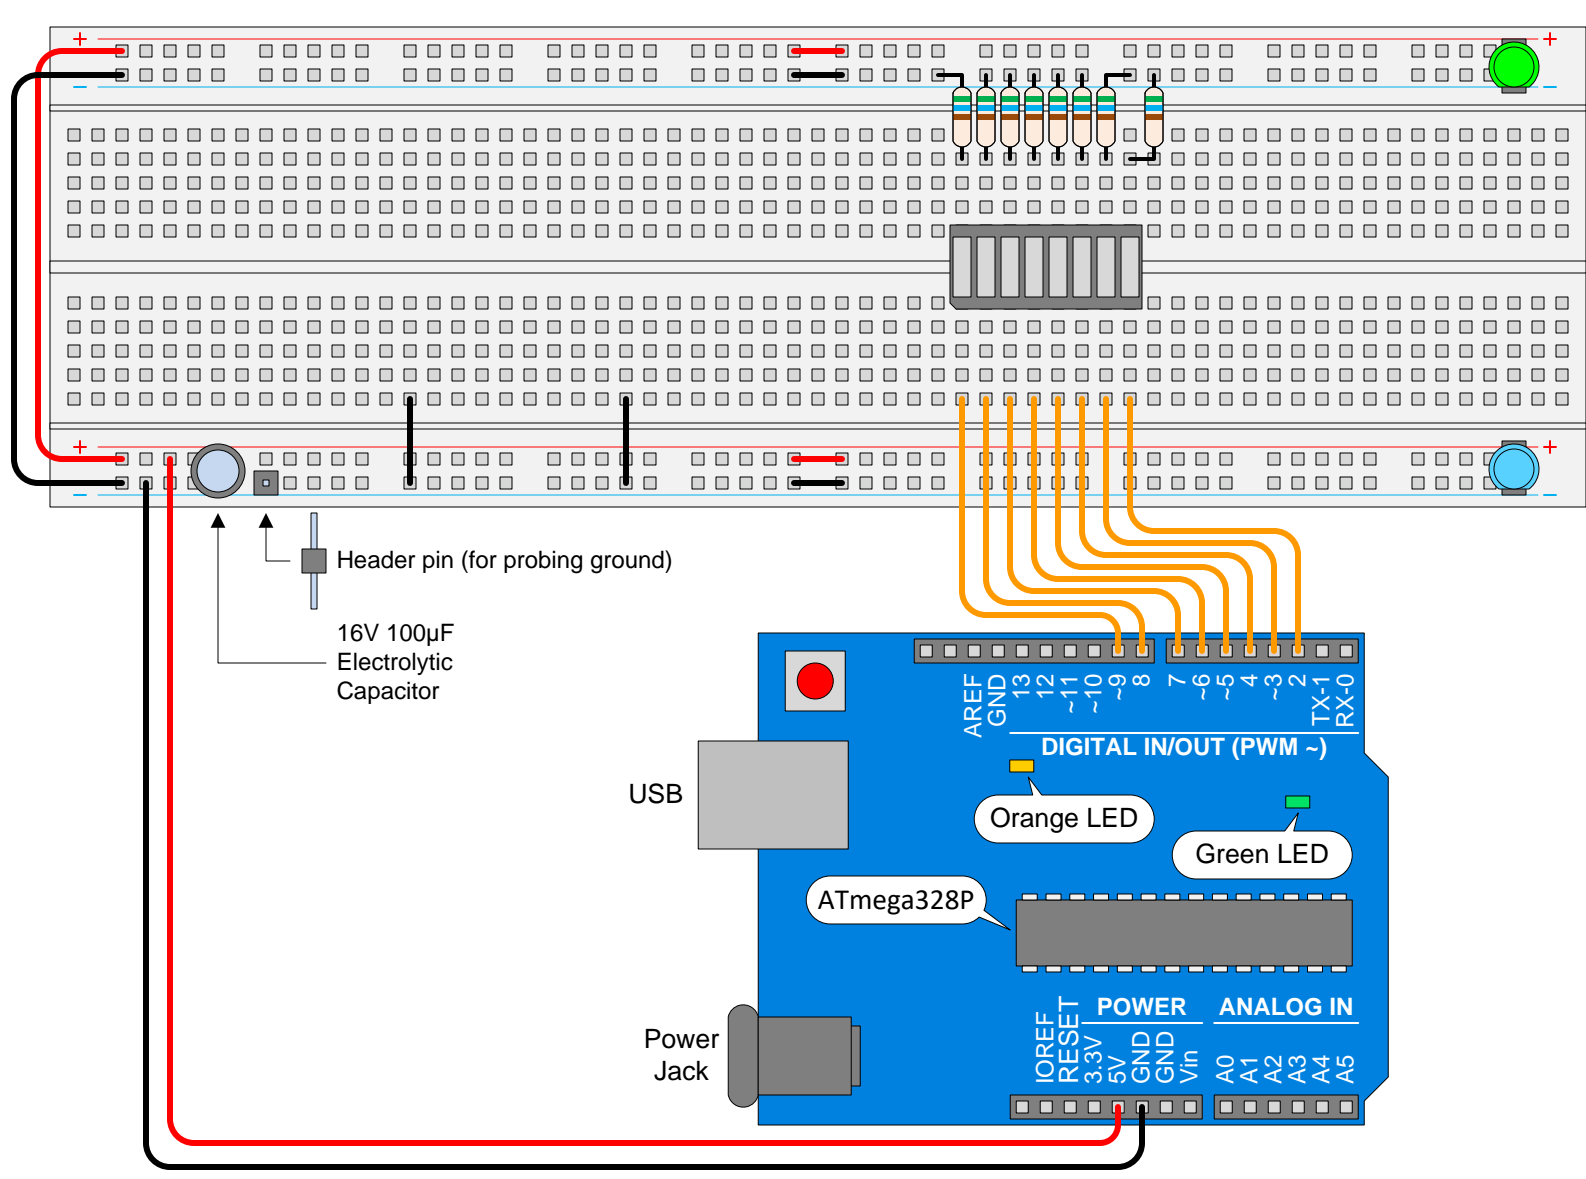 +
+
−
−
+
+
−
−
Header pin (for probing ground)
16V 100µF
Electrolytic
Capacitor
AREF
GND
13
12
~11
~10
~9
8
7
~6
~5
4
~3
2
TX-1
RX-0
DIGITAL IN/OUT (PWM ~)
USB
Orange LED
Green LED
ATmega328P
Power
Jack
POWER
ANALOG IN
IOREF
RESET
3.3V
5V
GND
GND
Vin
A0
A1
A2
A3
A4
A5